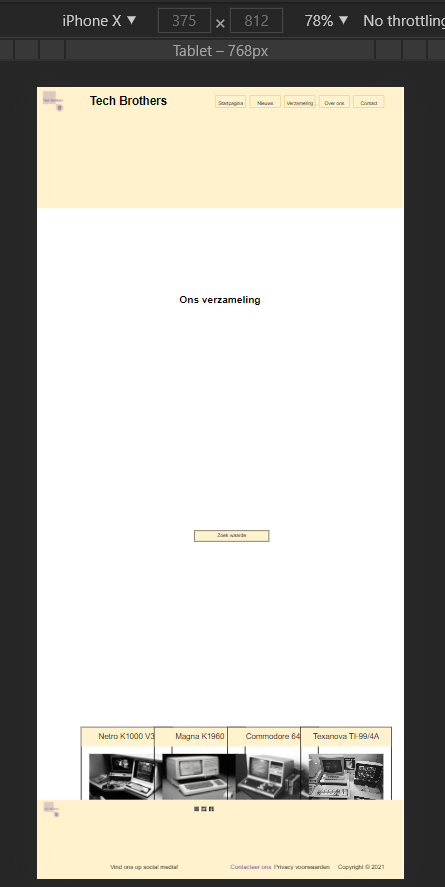 iPhone X ▼ 375 × 812 78% ▼ No throttling
Tablet – 768px
Tech Brothers
Startpagina Nieuws Verzameling Over ons Contact
Ons verzameling
Zoek waarde
Netro K1000 V3 Magna K1960 Commodore 64 Texanova TI-99/4A
Vind ons op social media! Contacteer ons Privacy voorwaarden Copyright © 2021